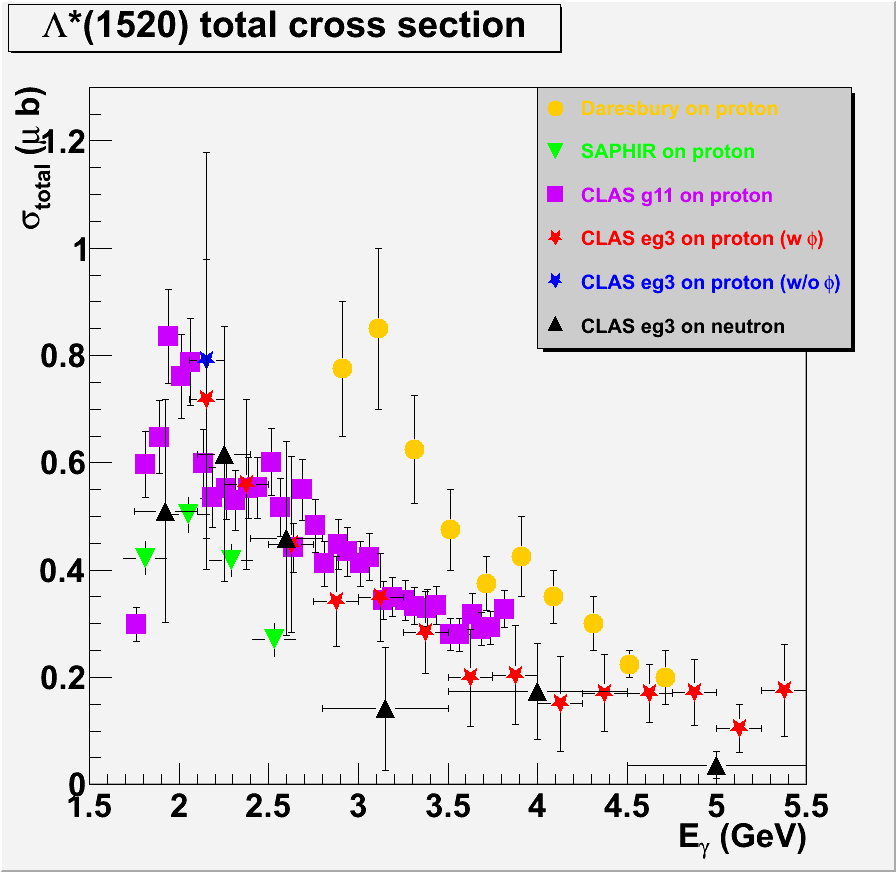 Λ*(1520) total cross section
σtotal (μ b)
1.2
1
0.8
0.6
0.4
0.2
0
Daresbury on proton
SAPHIR on proton
CLAS g11 on proton
CLAS eg3 on proton (w ϕ)
CLAS eg3 on proton (w/o ϕ)
CLAS eg3 on neutron
1.5 2 2.5 3 3.5 4 4.5 5 5.5
Eγ (GeV)